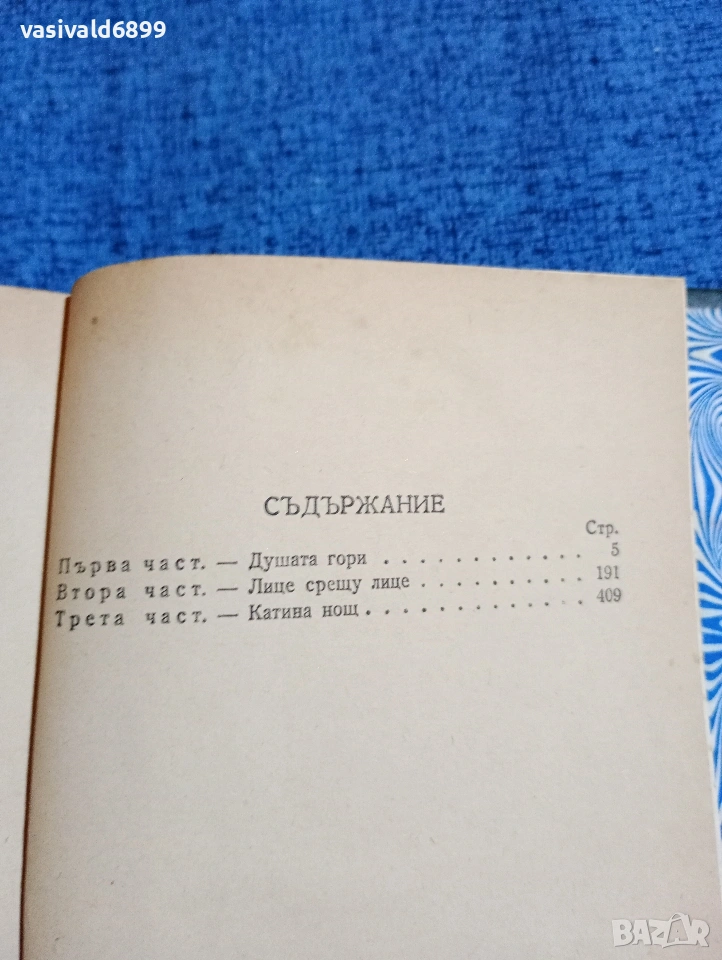 vasivald6899
СЪДЪРЖАНИЕ
Стр.
Първа част. — Душата гори . . . . . . . . . . . . 5
Втора част. — Лице срещу лице . . . . . . . . . . 191
Трета част. — Катина нощ . . . . . . . . . . . . 409
BAZAR